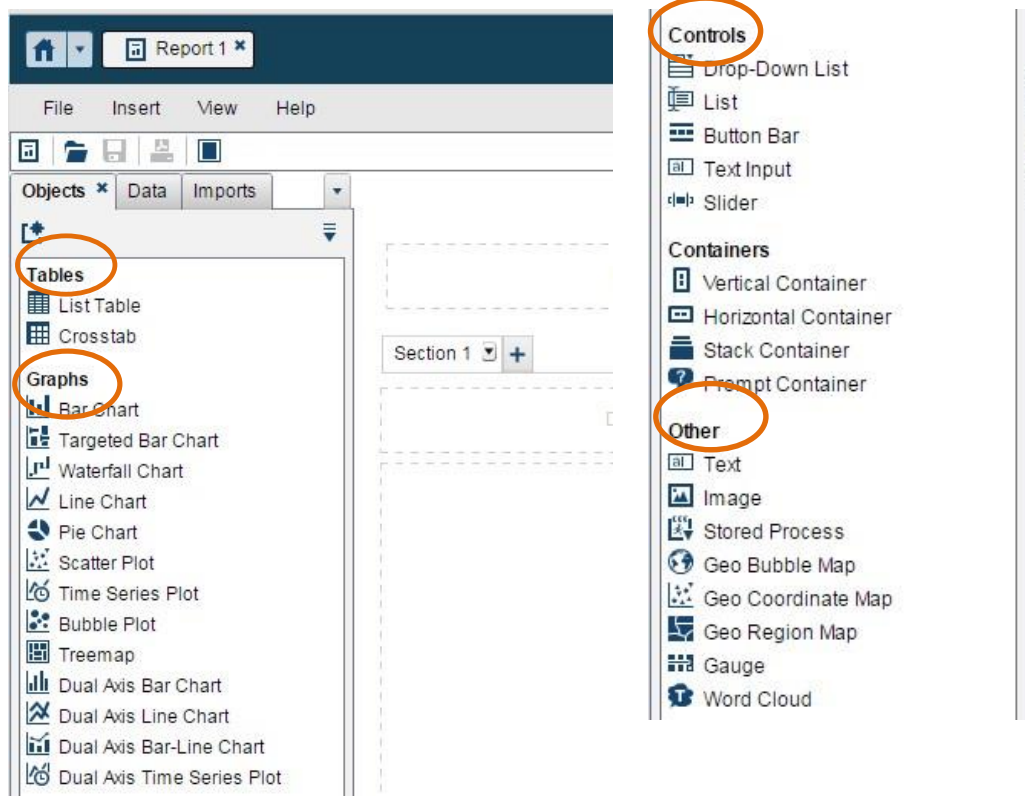 Report 1
File Insert View Help
Objects Data Imports
Tables
List Table
Crosstab
Graphs
Bar Chart
Targeted Bar Chart
Waterfall Chart
Line Chart
Pie Chart
Scatter Plot
Time Series Plot
Bubble Plot
Treemap
Dual Axis Bar Chart
Dual Axis Line Chart
Dual Axis Bar-Line Chart
Dual Axis Time Series Plot
Section 1
Controls
Drop-Down List
List
Button Bar
Text Input
Slider
Containers
Vertical Container
Horizontal Container
Stack Container
Prompt Container
Other
Text
Image
Stored Process
Geo Bubble Map
Geo Coordinate Map
Geo Region Map
Gauge
Word Cloud